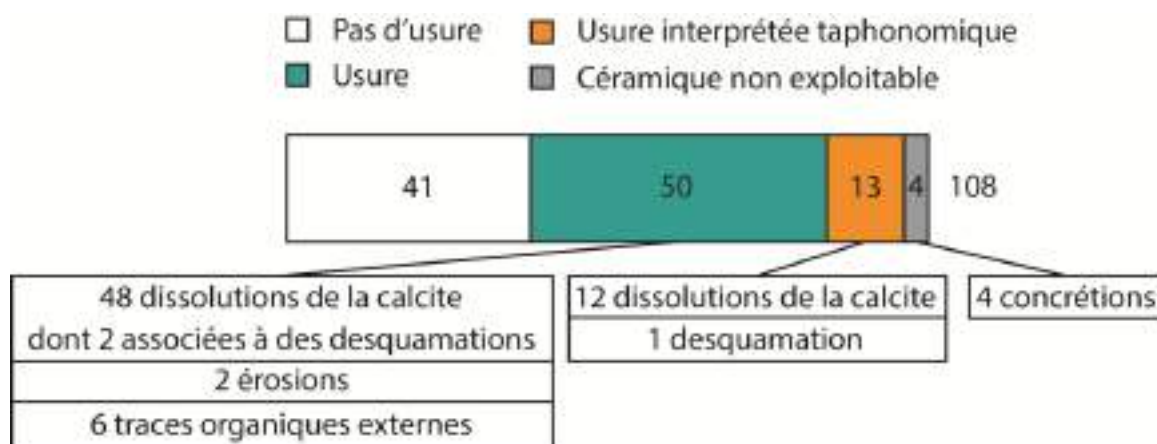 Pas d'usure
Usure interprétée taphonomique
Usure
Céramique non exploitable
41
50
13
4
108
48 dissolutions de la calcite
dont 2 associées à des desquamations
2 érosions
6 traces organiques externes
12 dissolutions de la calcite
1 desquamation
4 concrétions